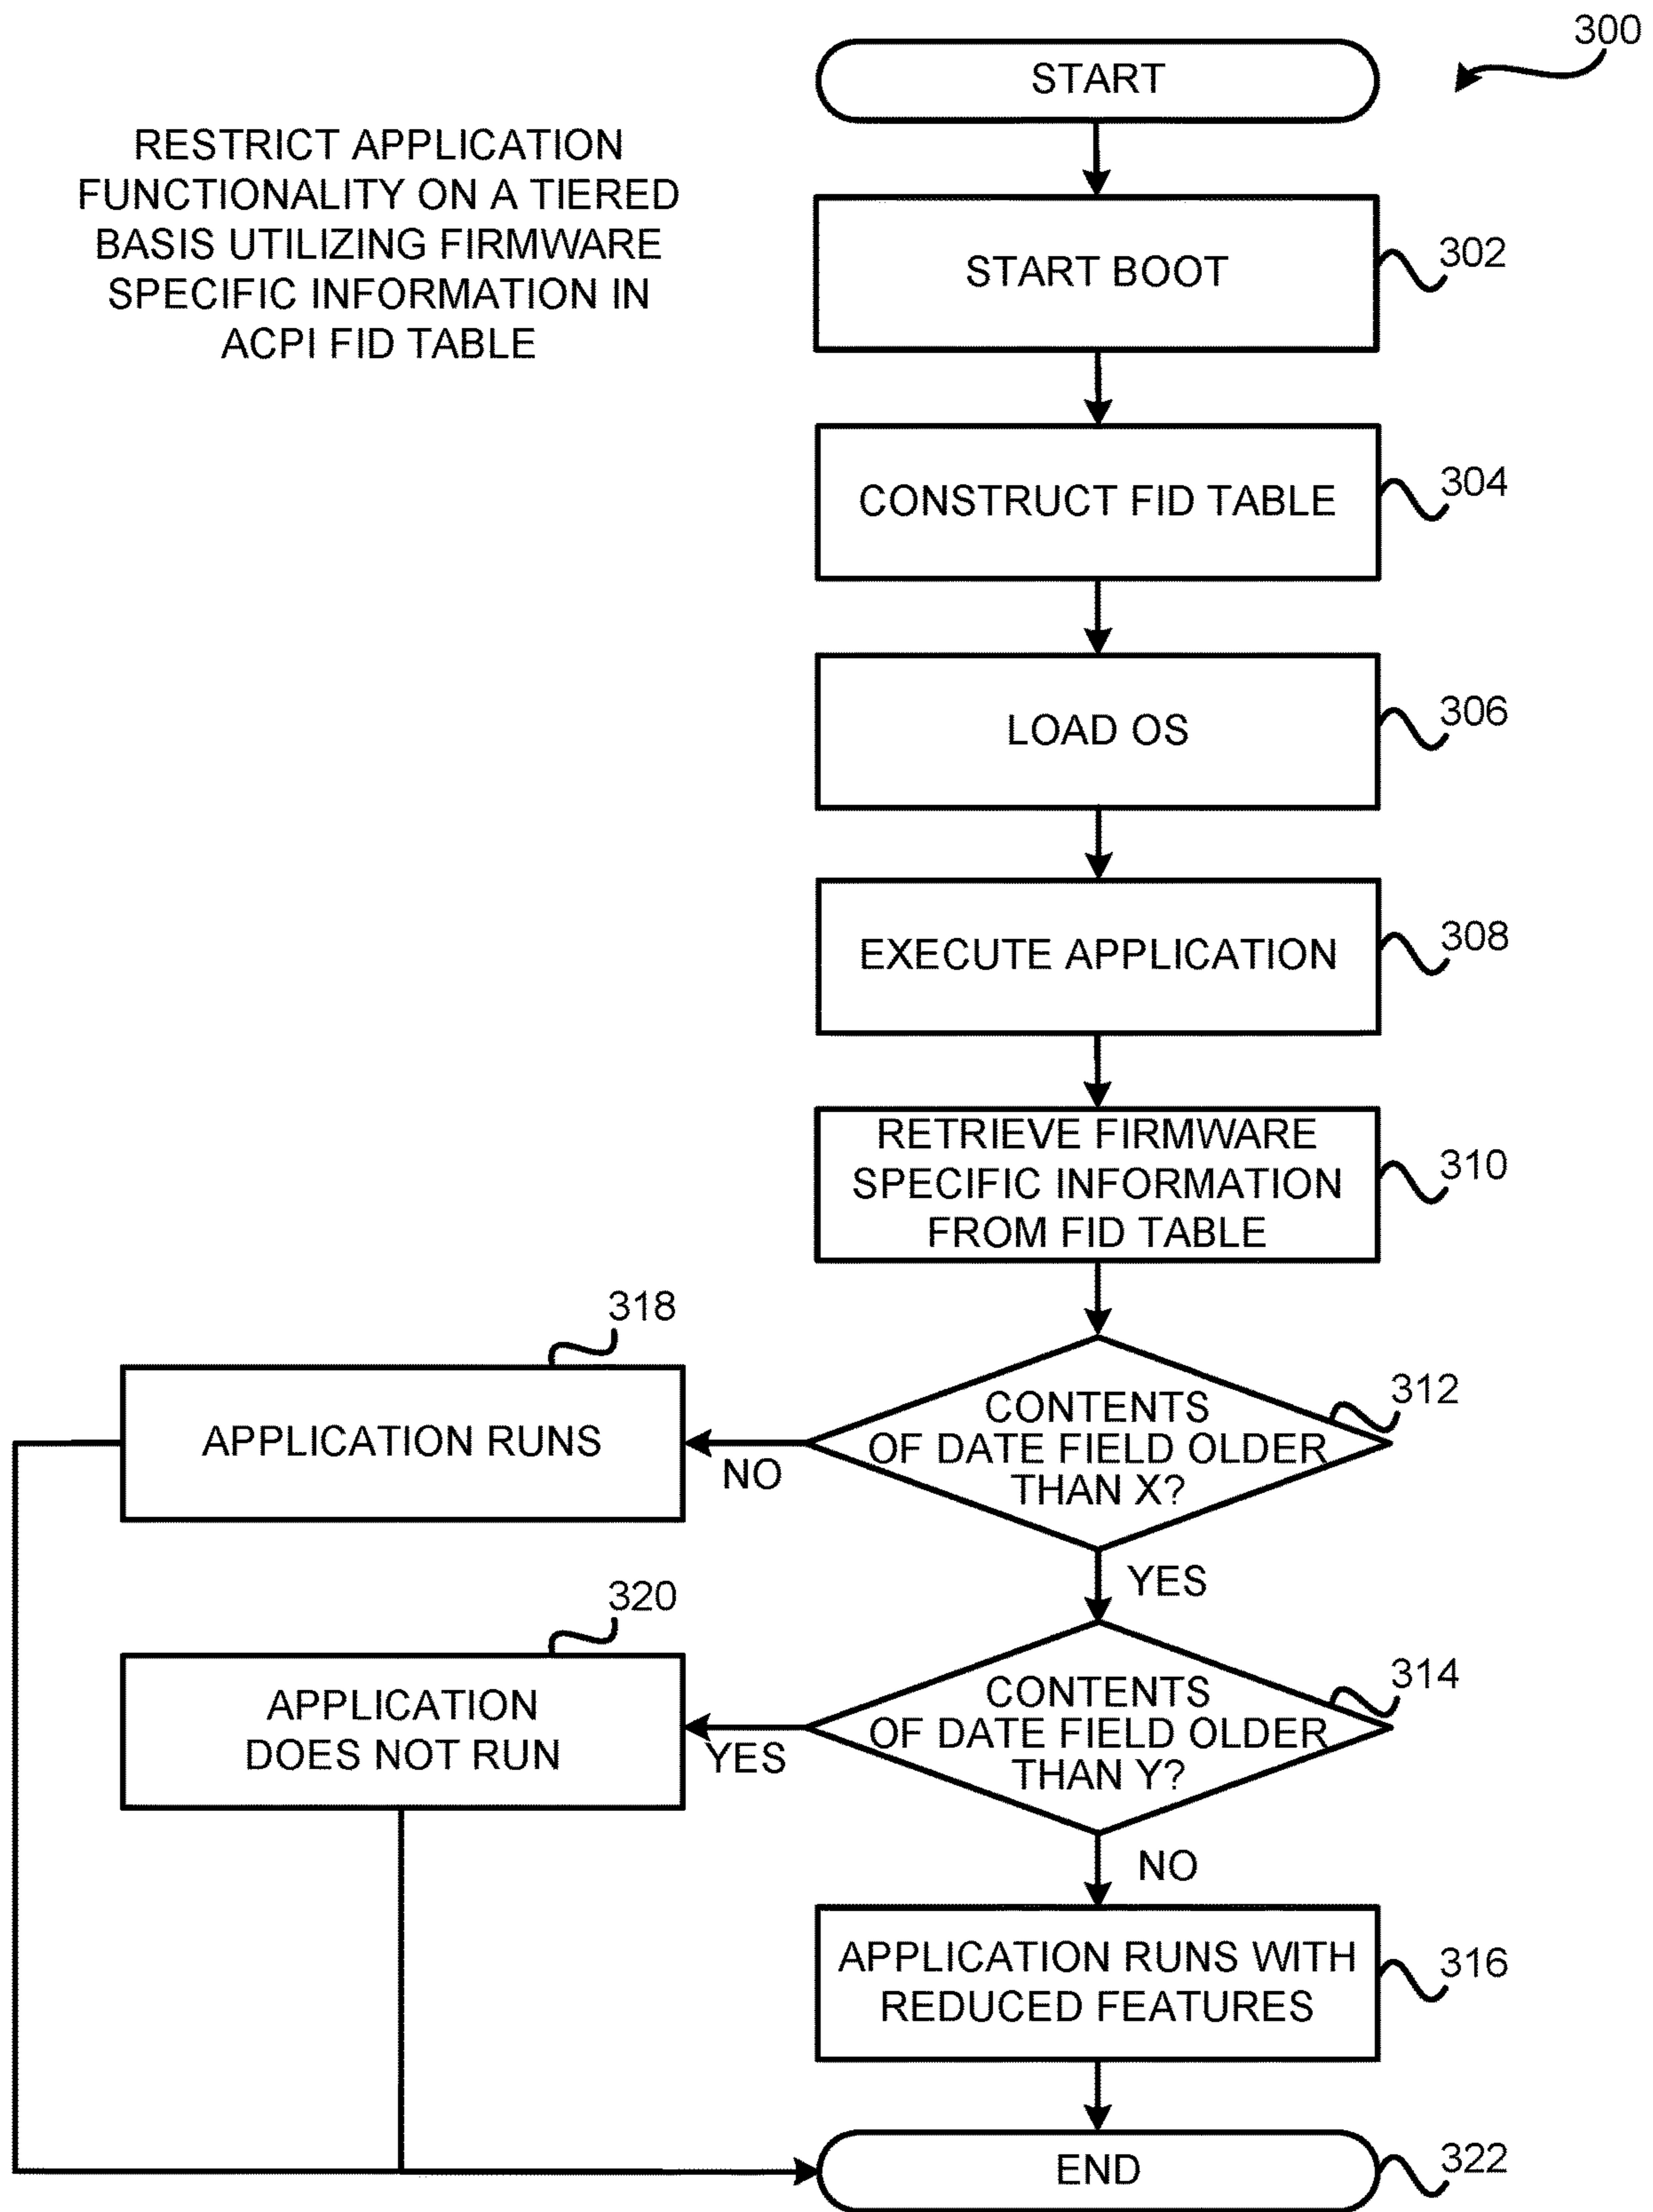 300
START
RESTRICT APPLICATION
FUNCTIONALITY ON A TIERED
BASIS UTILIZING FIRMWARE
SPECIFIC INFORMATION IN
ACPI FID TABLE
START BOOT
302
CONSTRUCT FID TABLE
304
LOAD OS
306
EXECUTE APPLICATION
308
RETRIEVE FIRMWARE
SPECIFIC INFORMATION
FROM FID TABLE
310
CONTENTS
OF DATE FIELD OLDER
THAN X?
312
NO
318
APPLICATION RUNS
YES
CONTENTS
OF DATE FIELD OLDER
THAN Y?
314
YES
320
APPLICATION
DOES NOT RUN
NO
APPLICATION RUNS WITH
REDUCED FEATURES
316
END
322